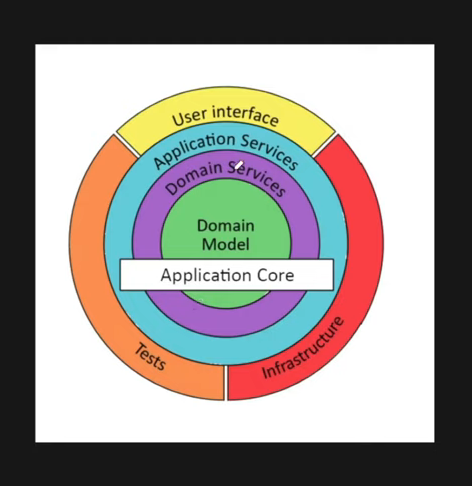 User interface
Application Services
Domain Services
Domain
Model
Application Core
Tests
Infrastructure